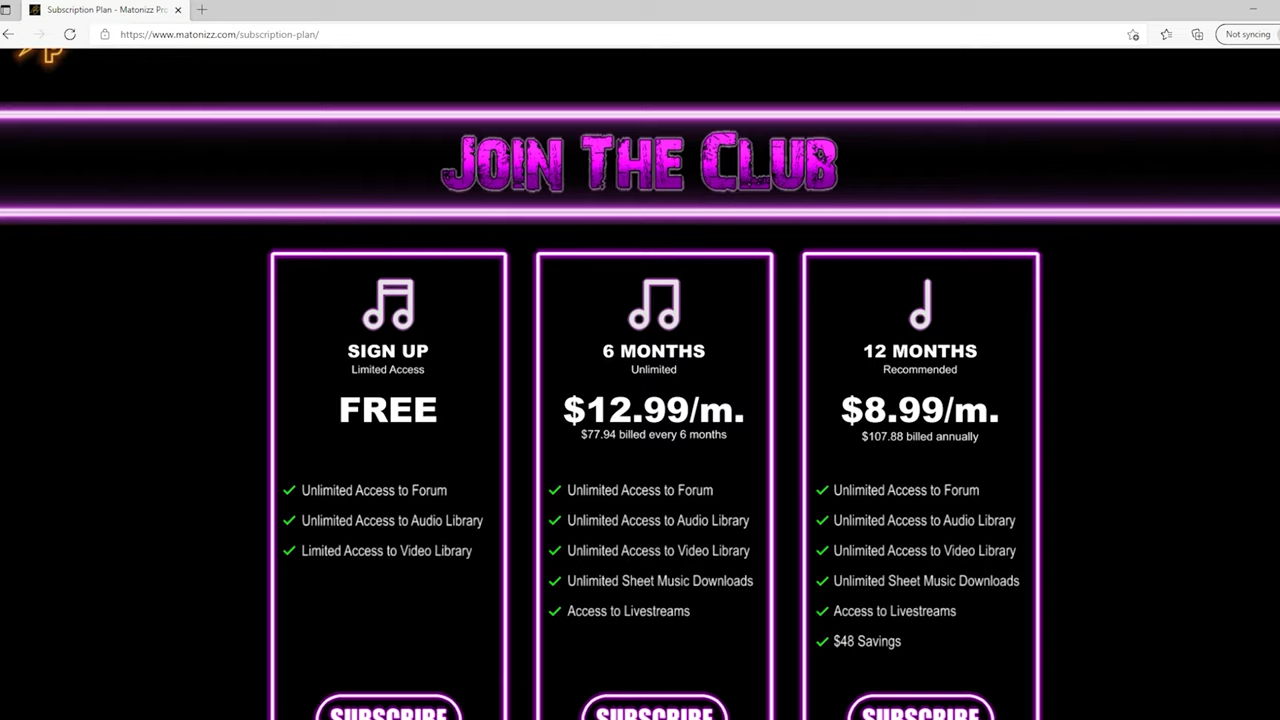 Subscription Plan - Matonizz Pro
https://www.matonizz.com/subscription-plan/
Not syncing
P
JOIN THE CLUB
SIGN UP
Limited Access
FREE
Unlimited Access to Forum
Unlimited Access to Audio Library
Limited Access to Video Library
SUBSCRIBE
6 MONTHS
Unlimited
$12.99/m.
$77.94 billed every 6 months
Unlimited Access to Forum
Unlimited Access to Audio Library
Unlimited Access to Video Library
Unlimited Sheet Music Downloads
Access to Livestreams
SUBSCRIBE
12 MONTHS
Recommended
$8.99/m.
$107.88 billed annually
Unlimited Access to Forum
Unlimited Access to Audio Library
Unlimited Access to Video Library
Unlimited Sheet Music Downloads
Access to Livestreams
$48 Savings
SUBSCRIBE